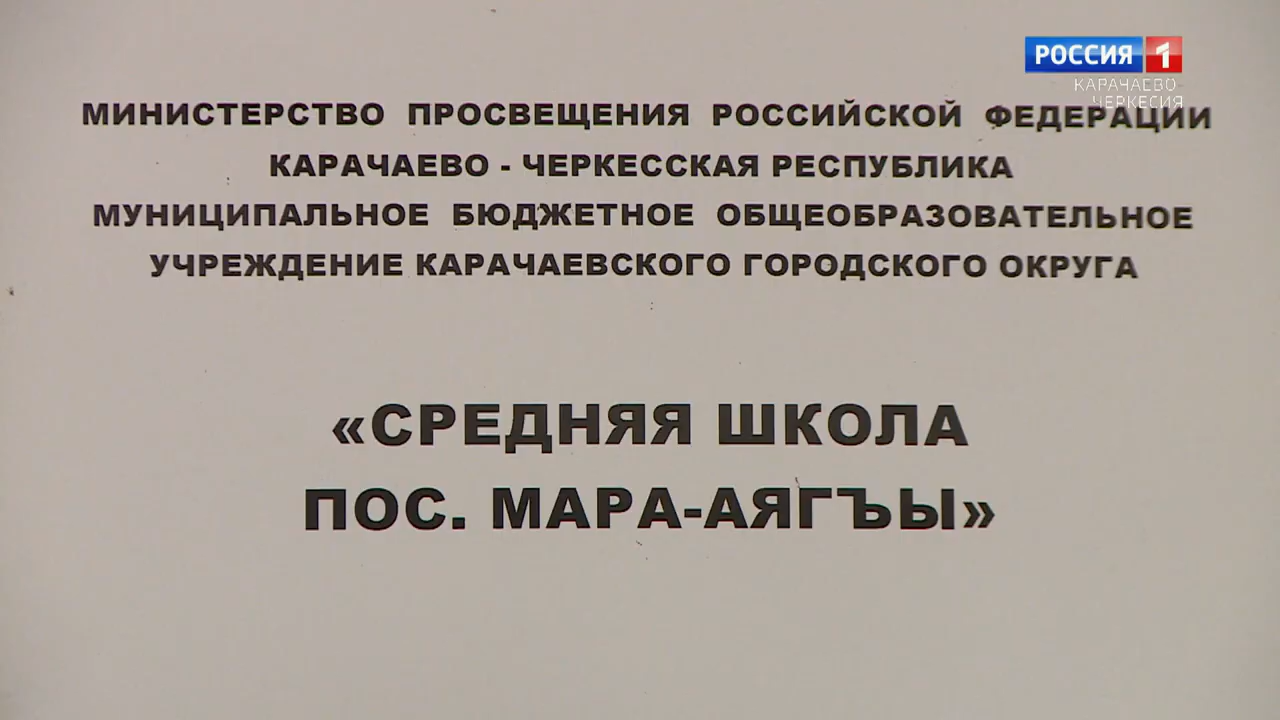 РОССИЯ 1
КАРАЧАЕВО
ЧЕРКЕСИЯ
МИНИСТЕРСТВО ПРОСВЕЩЕНИЯ РОССИЙСКОЙ ФЕДЕРАЦИИ
КАРАЧАЕВО - ЧЕРКЕССКАЯ РЕСПУБЛИКА
МУНИЦИПАЛЬНОЕ БЮДЖЕТНОЕ ОБЩЕОБРАЗОВАТЕЛЬНОЕ
УЧРЕЖДЕНИЕ КАРАЧАЕВСКОГО ГОРОДСКОГО ОКРУГА
«СРЕДНЯЯ ШКОЛА
ПОС. МАРА-АЯГЪЫ»